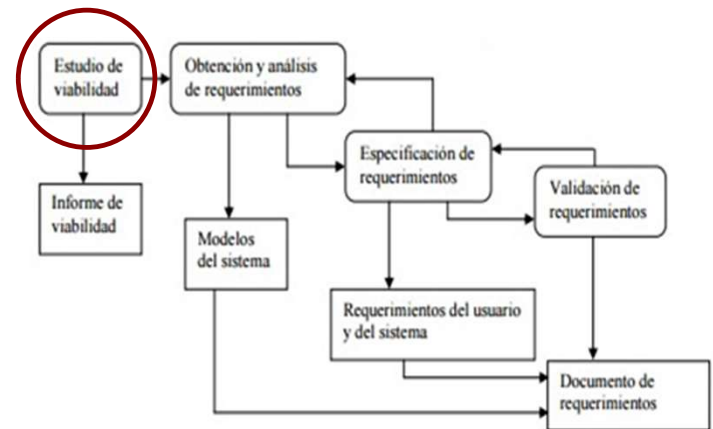 Estudio de
viabilidad
Obtención y análisis
de requerimientos
Especificación de
requerimientos
Validación de
requerimientos
Informe de
viabilidad
Modelos
del sistema
Requerimientos del usuario
y del sistema
Documento de
requerimientos